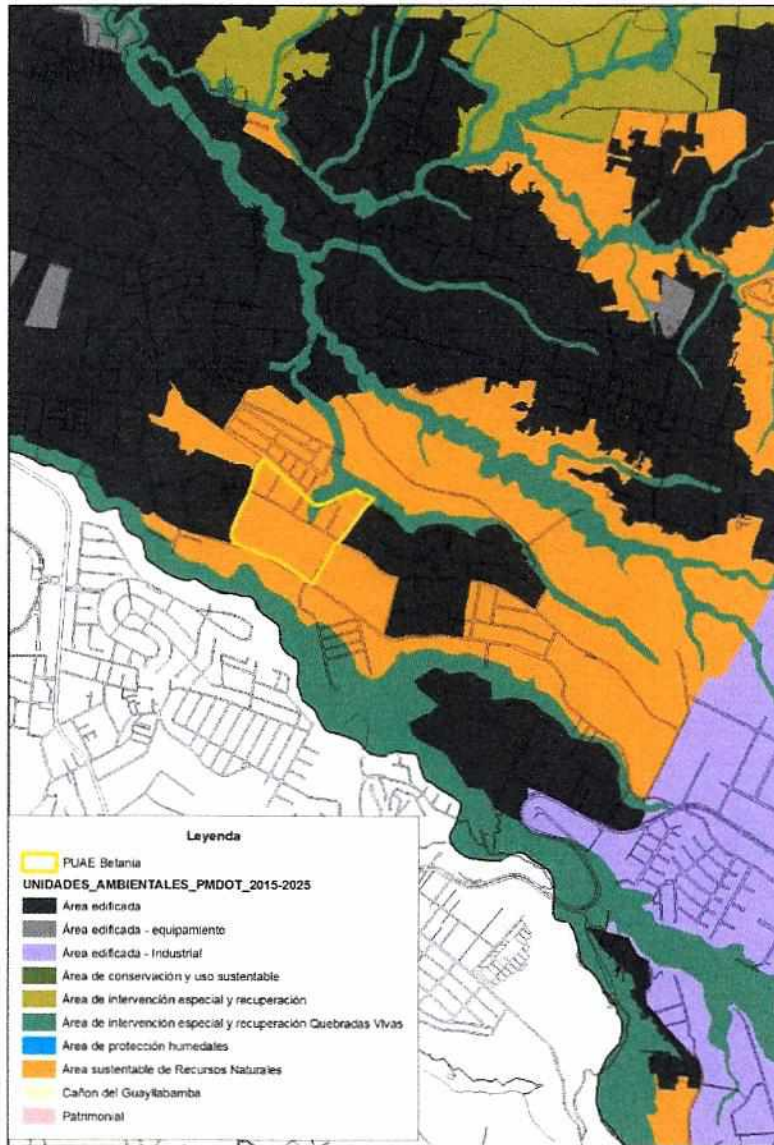 Leyenda
PUAE Betania
UNIDADES_AMBIENTALES_PMDOT_2015-2025
Área edificada
Área edificada - equipamiento
Área edificada - Industrial
Área de conservación y uso sustentable
Área de intervención especial y recuperación
Área de intervención especial y recuperación Quebradas Vivas
Área de protección humedales
Área sustentable de Recursos Naturales
Cañon del Guayllabamba
Patrimonial